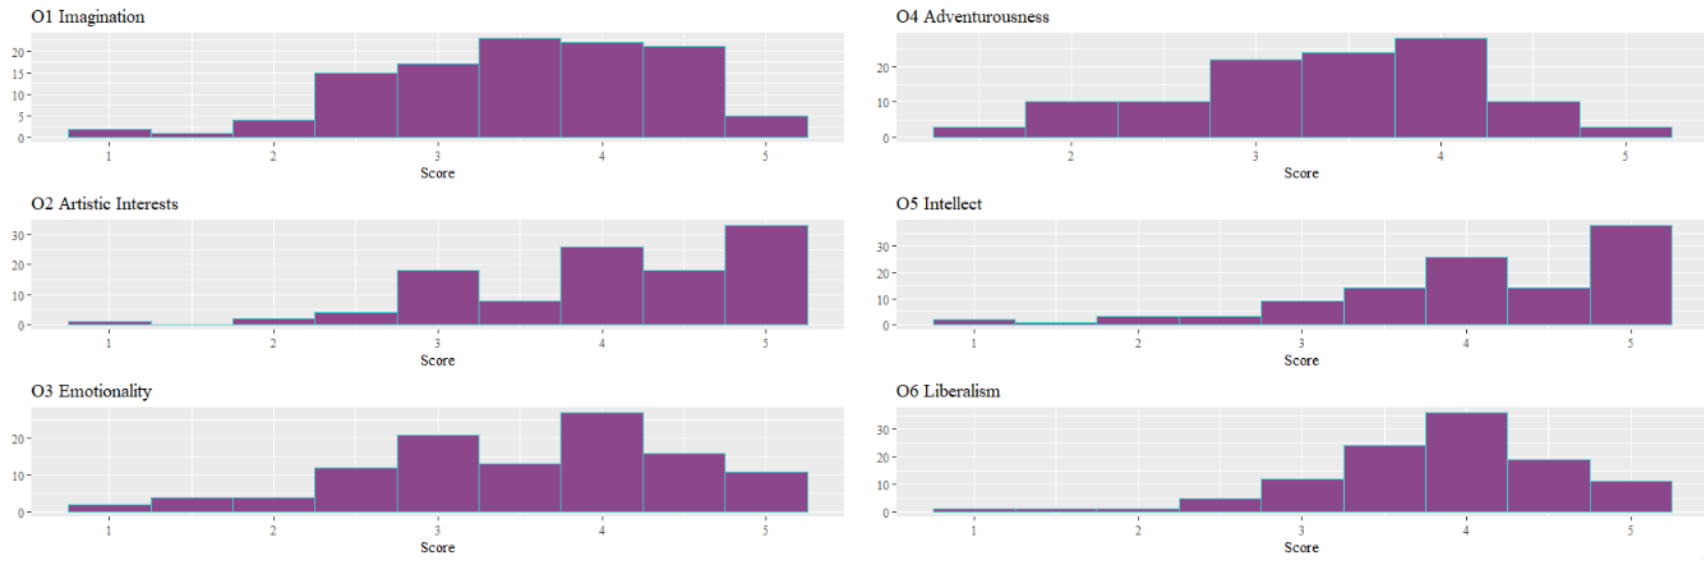 O1 Imagination
20
15
10
5
0
1 2 3 4 5
Score
O2 Artistic Interests
30
20
10
0
1 2 3 4 5
Score
O3 Emotionality
20
10
0
1 2 3 4 5
Score
O4 Adventurousness
20
10
0
2 3 4 5
Score
O5 Intellect
30
20
10
0
1 2 3 4 5
Score
O6 Liberalism
30
20
10
0
1 2 3 4 5
Score